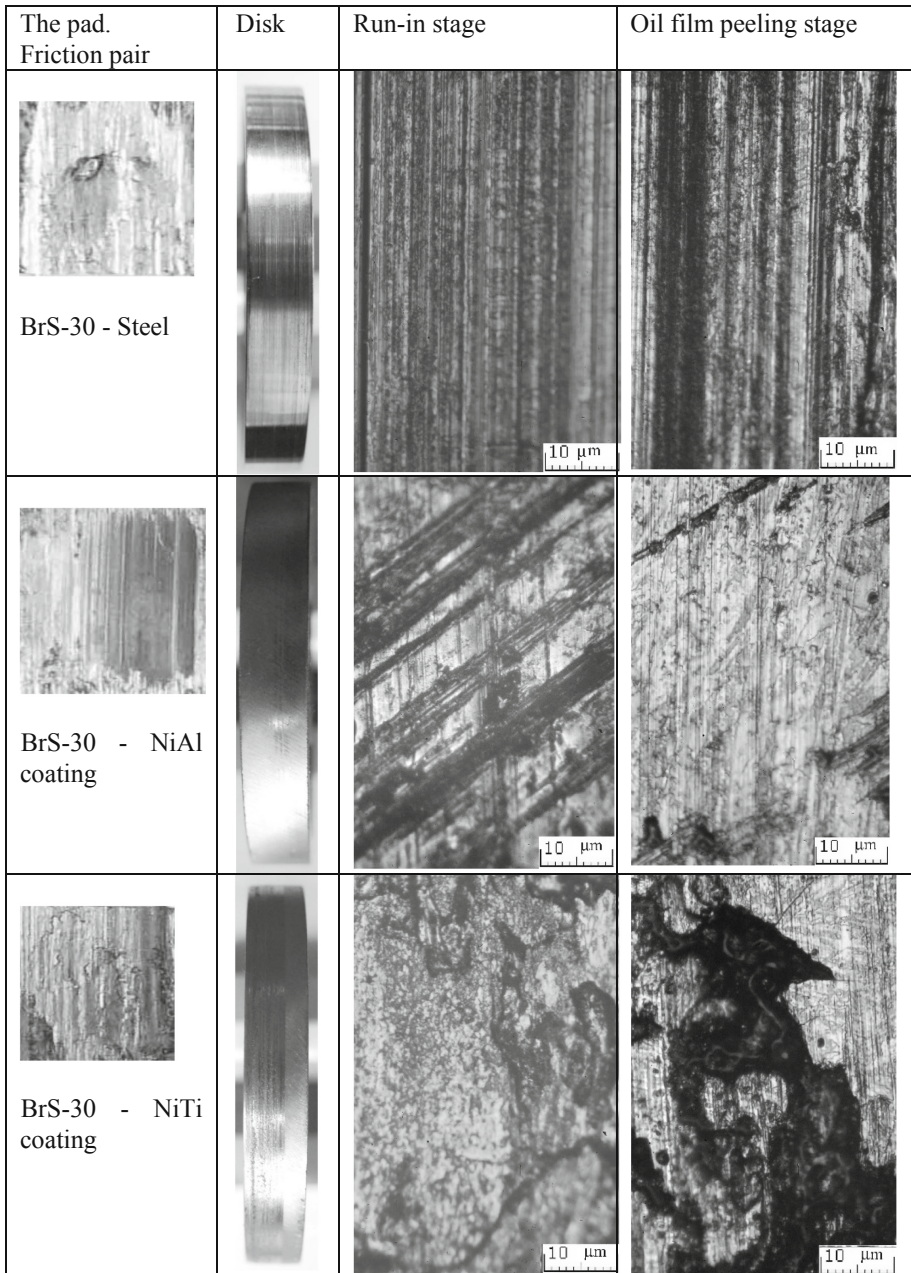 The pad.
Friction pair
Disk
Run-in stage
Oil film peeling stage
BrS-30 - Steel
10 μm
10 μm
BrS-30 - NiAl
coating
10 μm
10 μm
BrS-30 - NiTi
coating
10 μm
10 μm